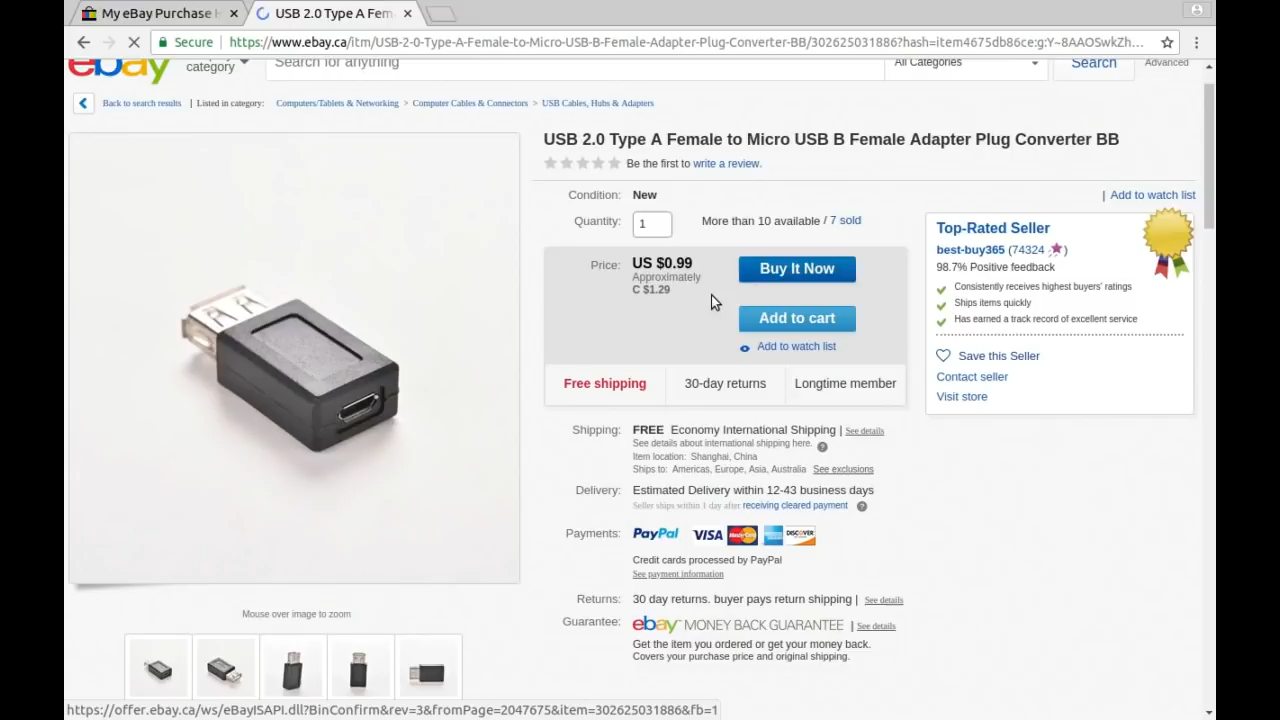 My eBay Purchase H
USB 2.0 Type A Fem
Secure
https://www.ebay.ca/itm/USB-2-0-Type-A-Female-to-Micro-USB-B-Female-Adapter-Plug-Converter-BB/302625031886?hash=item4675db86ce:g:Y~8AAOSwkZh...
ebay
category
Search for anything
All Categories
Search
Advanced
Back to search results | Listed in category: Computers/Tablets & Networking > Computer Cables & Connectors > USB Cables, Hubs & Adapters
USB 2.0 Type A Female to Micro USB B Female Adapter Plug Converter BB
Be the first to write a review.
Condition: New
| Add to watch list
Quantity: 1 More than 10 available / 7 sold
Price: US $0.99
Approximately
C $1.29
Buy It Now
Add to cart
Add to watch list
Free shipping
30-day returns
Longtime member
Top-Rated Seller
best-buy365 (74324 )
98.7% Positive feedback
Consistently receives highest buyers' ratings
Ships items quickly
Has earned a track record of excellent service
Save this Seller
Contact seller
Visit store
Shipping: FREE Economy International Shipping | See details
See details about international shipping here. ?
Item location: Shanghai, China
Ships to: Americas, Europe, Asia, Australia See exclusions
Delivery: Estimated Delivery within 12-43 business days
Seller ships within 1 day after receiving cleared payment ?
Payments: PayPal VISA MasterCard DISCOVER
Credit cards processed by PayPal
See payment information
Returns: 30 day returns. buyer pays return shipping | See details
Guarantee: ebay MONEY BACK GUARANTEE | See details
Get the item you ordered or get your money back.
Covers your purchase price and original shipping.
Mouse over image to zoom
https://offer.ebay.ca/ws/eBayISAPI.dll?BinConfirm&rev=3&fromPage=2047675&item=302625031886&fb=1